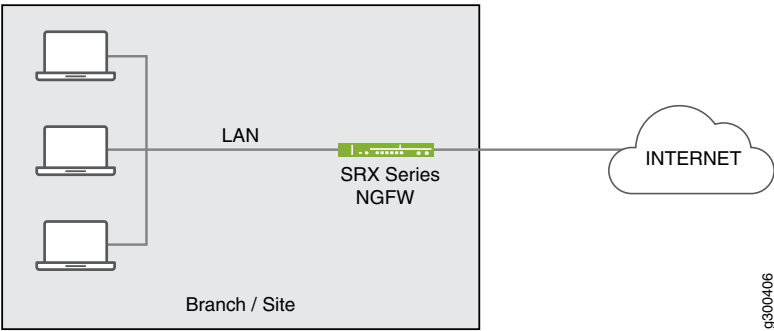 LAN
SRX Series
NGFW
INTERNET
Branch / Site
g300406